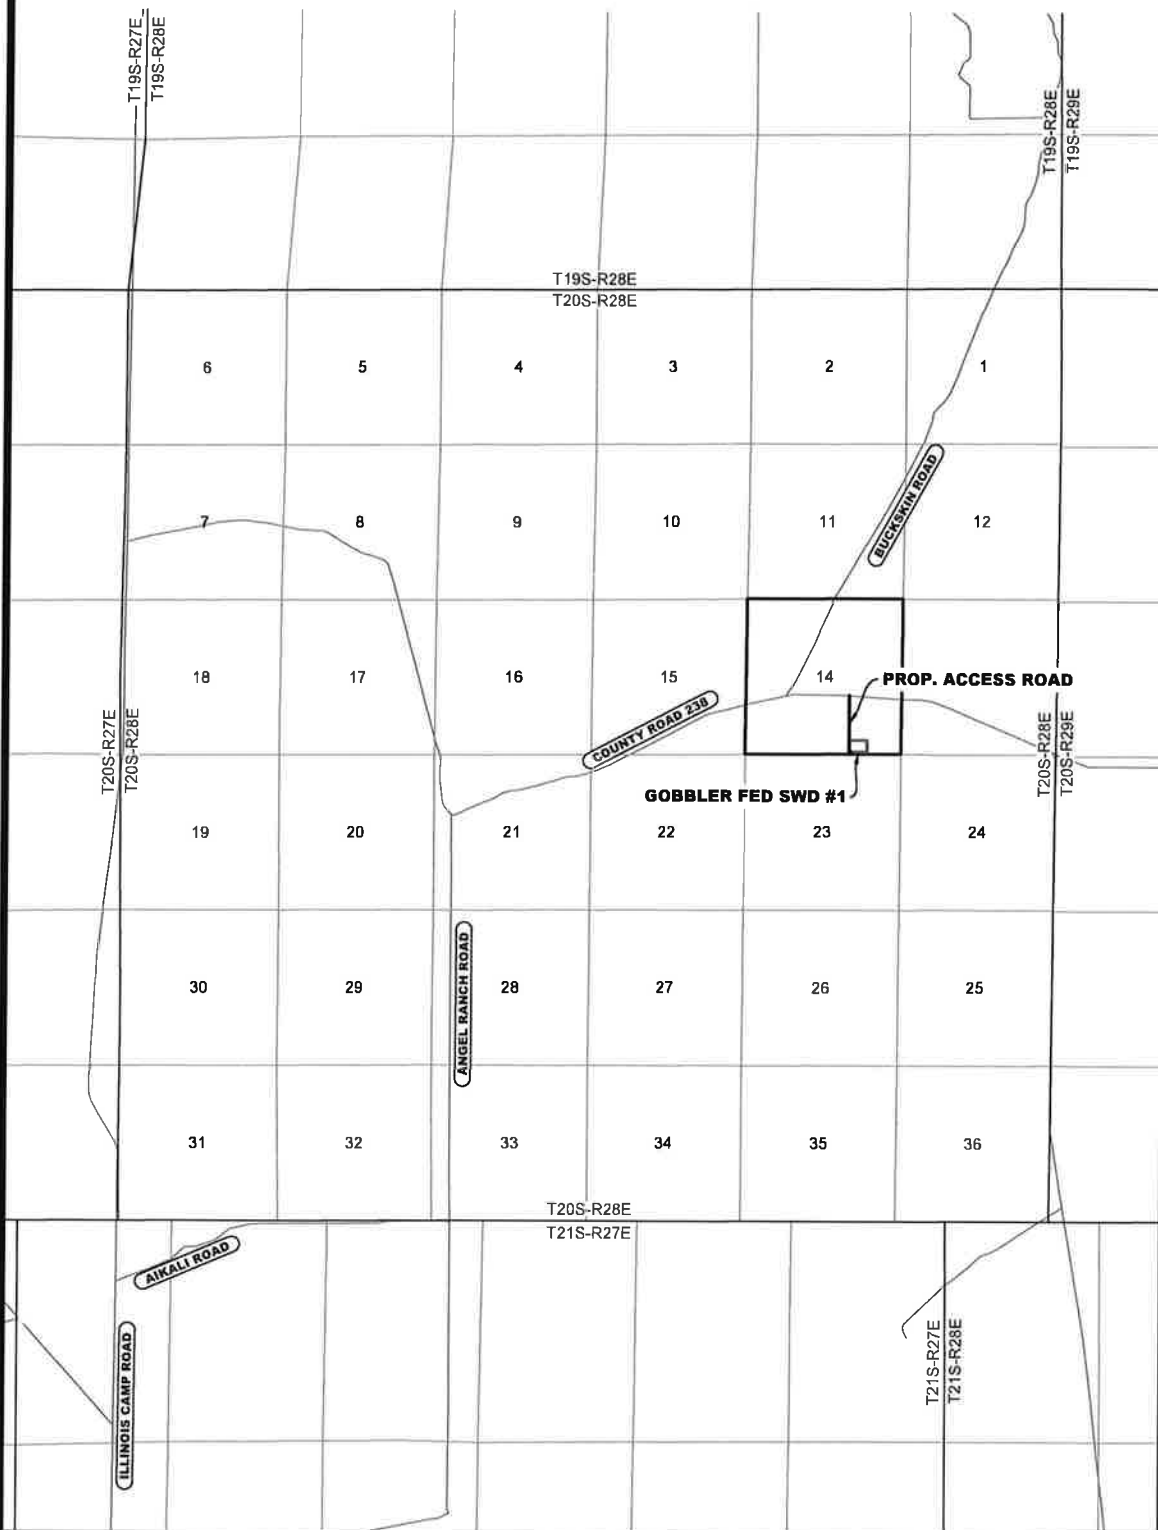 T19S-R27E
T19S-R28E
T19S-R28E
T19S-R29E
T19S-R28E
T20S-R28E
6
5
4
3
2
1
BUCKSKIN ROAD
7
8
9
10
11
12
18
17
16
15
14
PROP. ACCESS ROAD
COUNTY ROAD 238
T20S-R27E
T20S-R28E
T20S-R28E
T20S-R29E
GOBBLER FED SWD #1
19
20
21
22
23
24
ANGEL RANCH ROAD
30
29
28
27
26
25
31
32
33
34
35
36
T20S-R28E
T21S-R27E
AIKALI ROAD
ILLINOIS CAMP ROAD
T21S-R27E
T21S-R28E